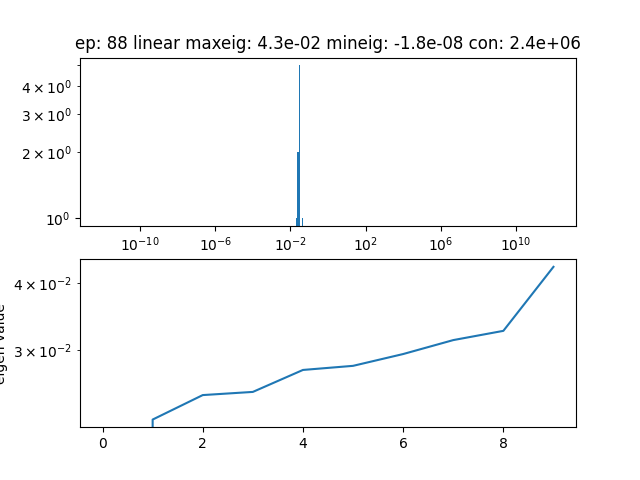 ep: 88 linear maxeig: 4.3e-02 mineig: -1.8e-08 con: 2.4e+06
4 × 10⁰
3 × 10⁰
2 × 10⁰
10⁰
10⁻¹⁰ 10⁻⁶ 10⁻² 10² 10⁶ 10¹⁰
4 × 10⁻²
3 × 10⁻²
eigen value
0 2 4 6 8